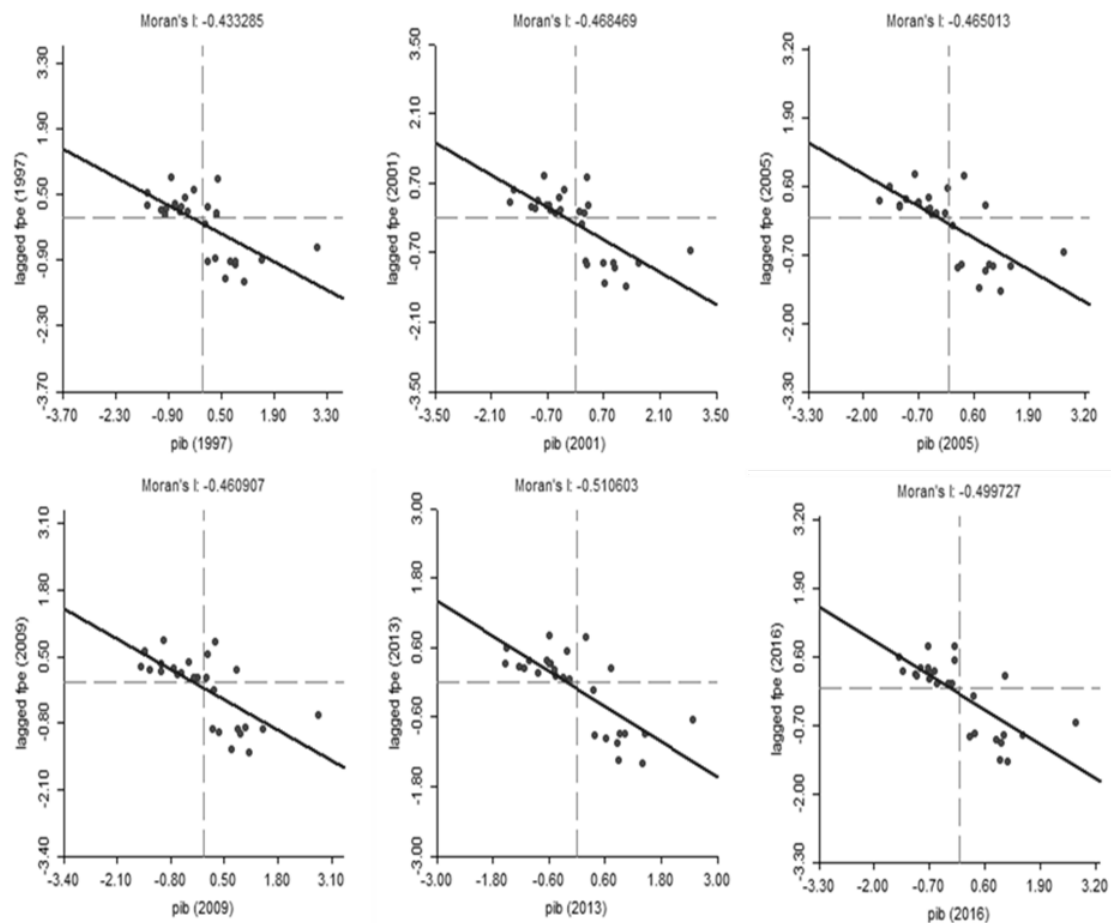 Moran's I: -0.433285
lagged fpe (1997)
3.30
1.90
0.50
-0.90
-2.30
-3.70
-3.70 -2.30 -0.90 0.50 1.90 3.30
pib (1997)
Moran's I: -0.468469
lagged fpe (2001)
3.50
2.10
0.70
-0.70
-2.10
-3.50
-3.50 -2.10 -0.70 0.70 2.10 3.50
pib (2001)
Moran's I: -0.465013
lagged fpe (2005)
3.20
1.90
0.60
-0.70
-2.00
-3.30
-3.30 -2.00 -0.70 0.60 1.90 3.20
pib (2005)
Moran's I: -0.460907
lagged fpe (2009)
3.10
1.80
0.50
-0.80
-2.10
-3.40
-3.40 -2.10 -0.80 0.50 1.80 3.10
pib (2009)
Moran's I: -0.510603
lagged fpe (2013)
3.00
1.80
0.60
-0.60
-1.80
-3.00
-3.00 -1.80 -0.60 0.60 1.80 3.00
pib (2013)
Moran's I: -0.499727
lagged fpe (2016)
3.20
1.90
0.60
-0.70
-2.00
-3.30
-3.30 -2.00 -0.70 0.60 1.90 3.20
pib (2016)